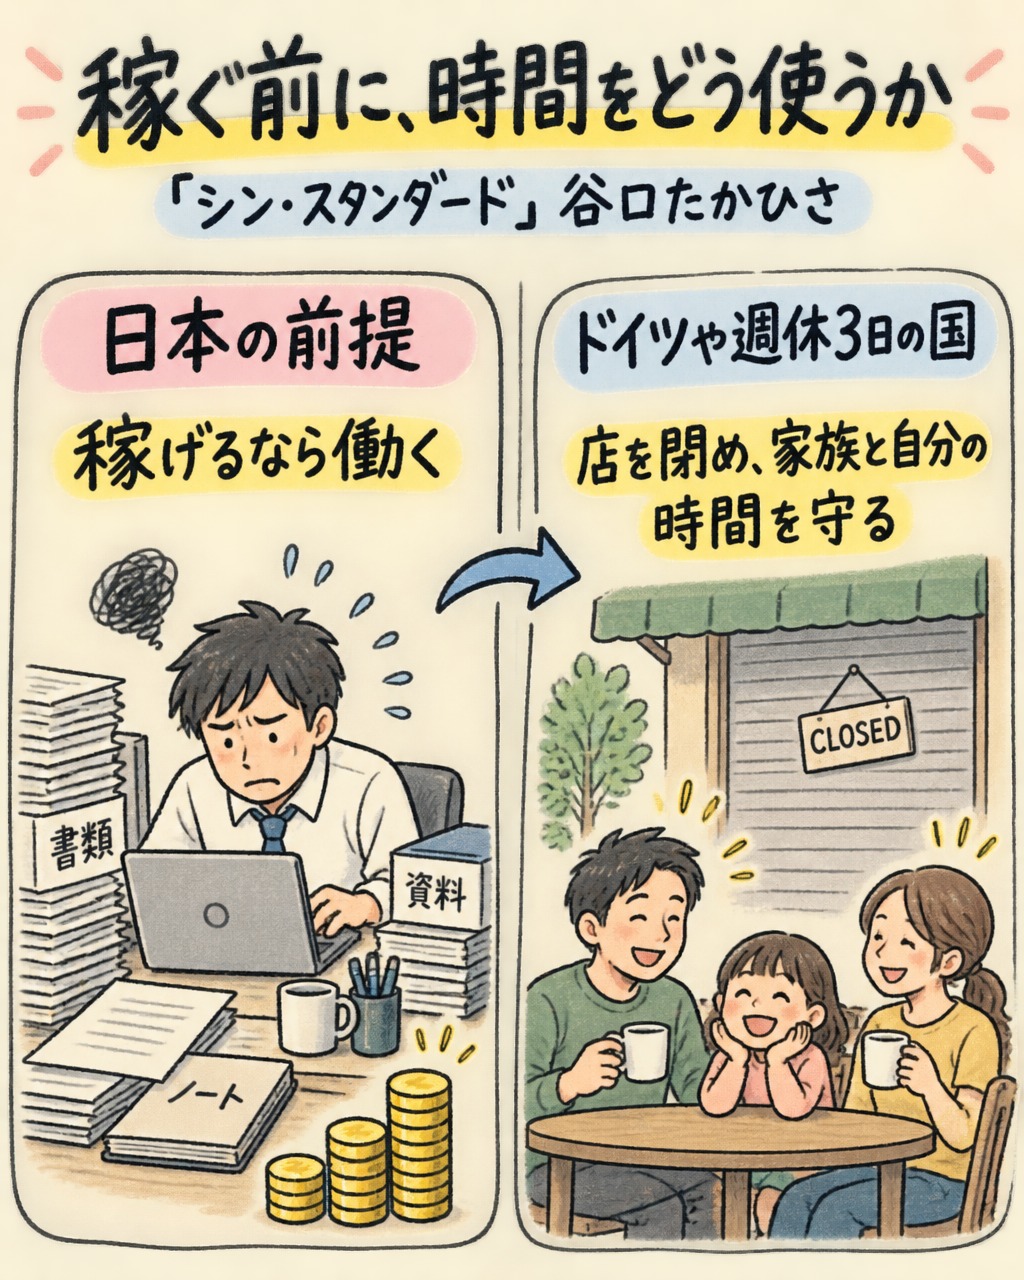 稼ぐ前に、時間をどう使うか
「シン・スタンダード」谷口たかひさ
日本の前提
稼げるなら働く
書類
資料
ノート
ドイツや週休3日の国
店を閉め、家族と自分の
時間を守る
CLOSED